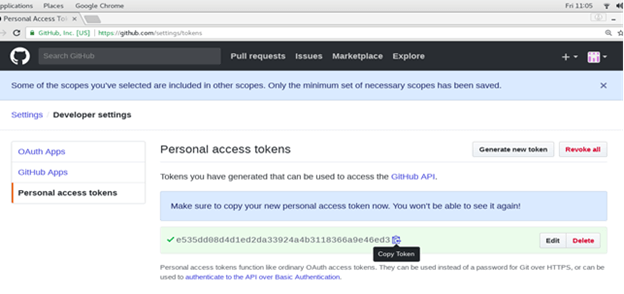 pplications Places Google Chrome Fri 11:05
Personal Access Tok ×
GitHub, Inc. [US] | https://github.com/settings/tokens
Search GitHub Pull requests Issues Marketplace Explore
Some of the scopes you've selected are included in other scopes. Only the minimum set of necessary scopes has been saved. ×
Settings / Developer settings
OAuth Apps
GitHub Apps
Personal access tokens
Personal access tokens Generate new token Revoke all
Tokens you have generated that can be used to access the GitHub API.
Make sure to copy your new personal access token now. You won't be able to see it again!
✓ e535dd08d4d1ed2da33924a4b3118366a9e46ed3 Edit Delete
Copy Token
Personal access tokens function like ordinary OAuth access tokens. They can be used instead of a password for Git over HTTPS, or can be
used to authenticate to the API over Basic Authentication.